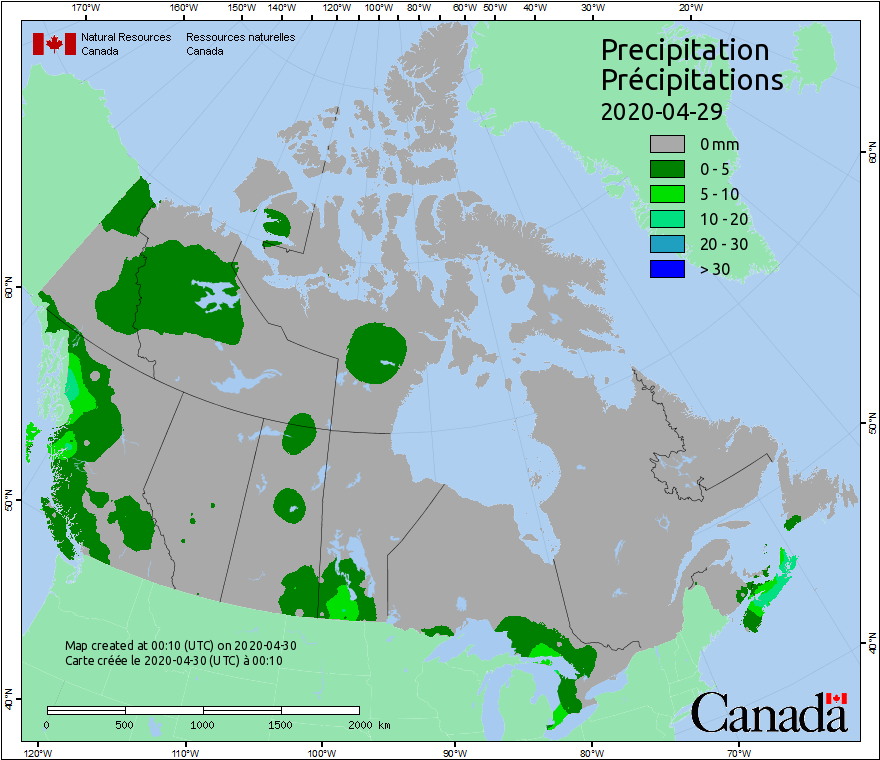 170°W 160°W 150°W 140°W 120°W 100°W 80°W 60°W 50°W 40°W 30°W 20°W
Natural Resources Canada
Ressources naturelles Canada
Precipitation
Précipitations
2020-04-29
0 mm
0 - 5
5 - 10
10 - 20
20 - 30
> 30
60°N
50°N
40°N
60°N
50°N
40°N
Map created at 00:10 (UTC) on 2020-04-30
Carte créée le 2020-04-30 (UTC) à 00:10
0 500 1000 1500 2000 km
Canada
120°W 110°W 100°W 90°W 80°W 70°W